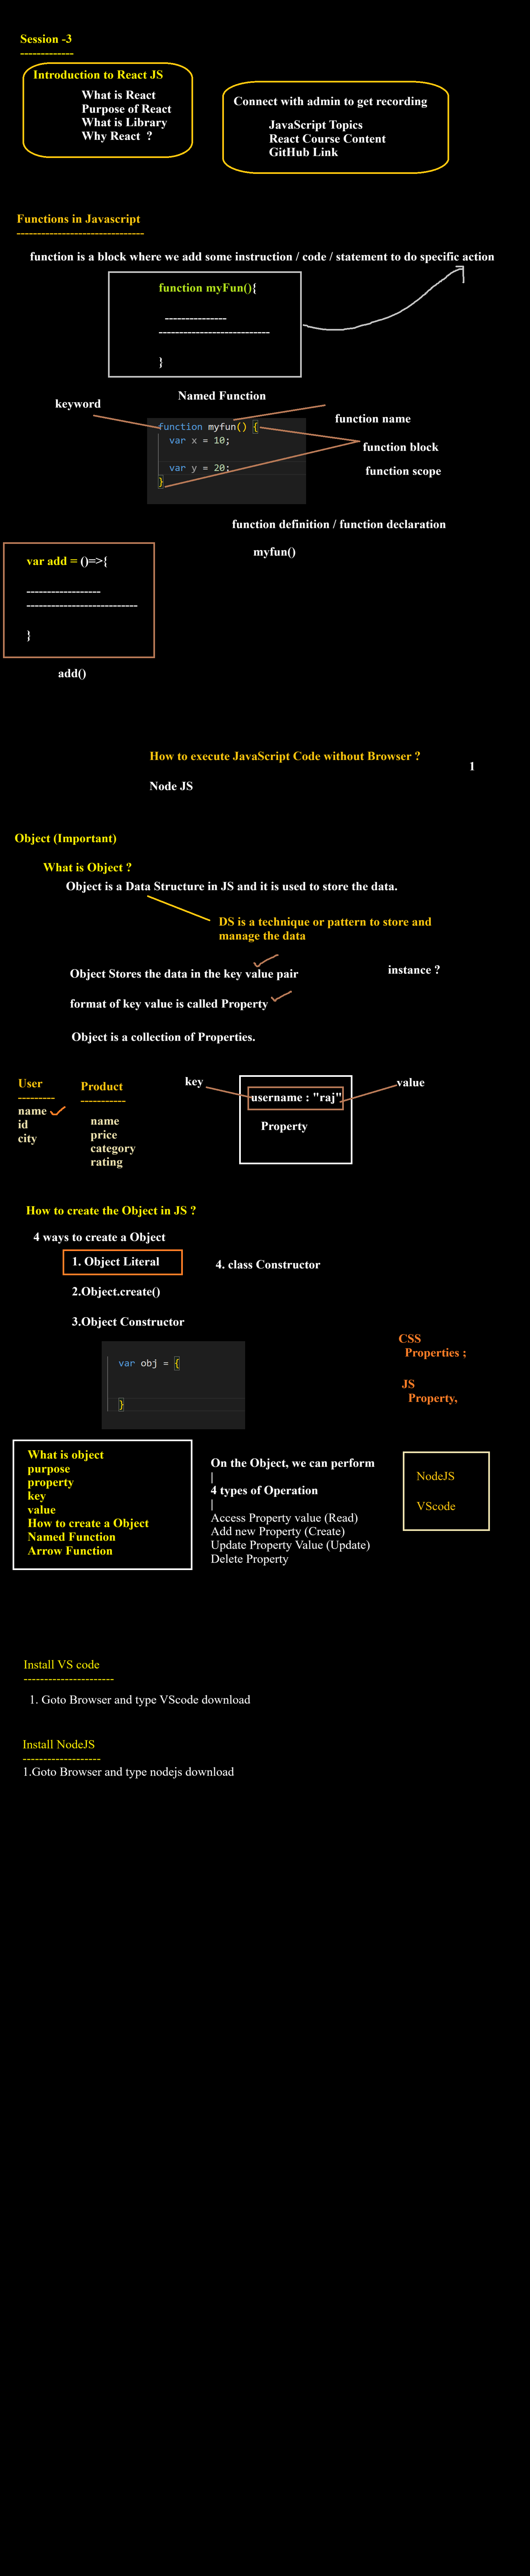 Session -3
-------------
Introduction to React JS
What is React
Purpose of React
What is Library
Why React  ?
Connect with admin to get recording
JavaScript Topics
React Course Content
GitHub Link
Functions in Javascript
-------------------------------
function is a block where we add some instruction / code / statement to do specific action
function myFun(){
---------------
---------------------------
}
Named Function
keyword
function name
function myfun() {
var x = 10;
var y = 20;
}
function block
function scope
function definition / function declaration
myfun()
var add = ()=>{
------------------
---------------------------
}
add()
How to execute JavaScript Code without Browser ?
1
Node JS
Object (Important)
What is Object ?
Object is a Data Structure in JS and it is used to store the data.
DS is a technique or pattern to store and
manage the data
Object Stores the data in the key value pair
instance ?
format of key value is called Property
Object is a collection of Properties.
User
---------
name
id
city
Product
-----------
name
price
category
rating
key
username : "raj"
value
Property
How to create the Object in JS ?
4 ways to create a Object
1. Object Literal
4. class Constructor
2.Object.create()
3.Object Constructor
var obj = {
}
CSS
Properties ;
JS
Property,
What is object
purpose
property
key
value
How to create a Object
Named Function
Arrow Function
On the Object, we can perform
|
4 types of Operation
|
Access Property value (Read)
Add new Property (Create)
Update Property Value (Update)
Delete Property
NodeJS
VScode
Install VS code
----------------------
1. Goto Browser and type VScode download
Install NodeJS
-------------------
1.Goto Browser and type nodejs download